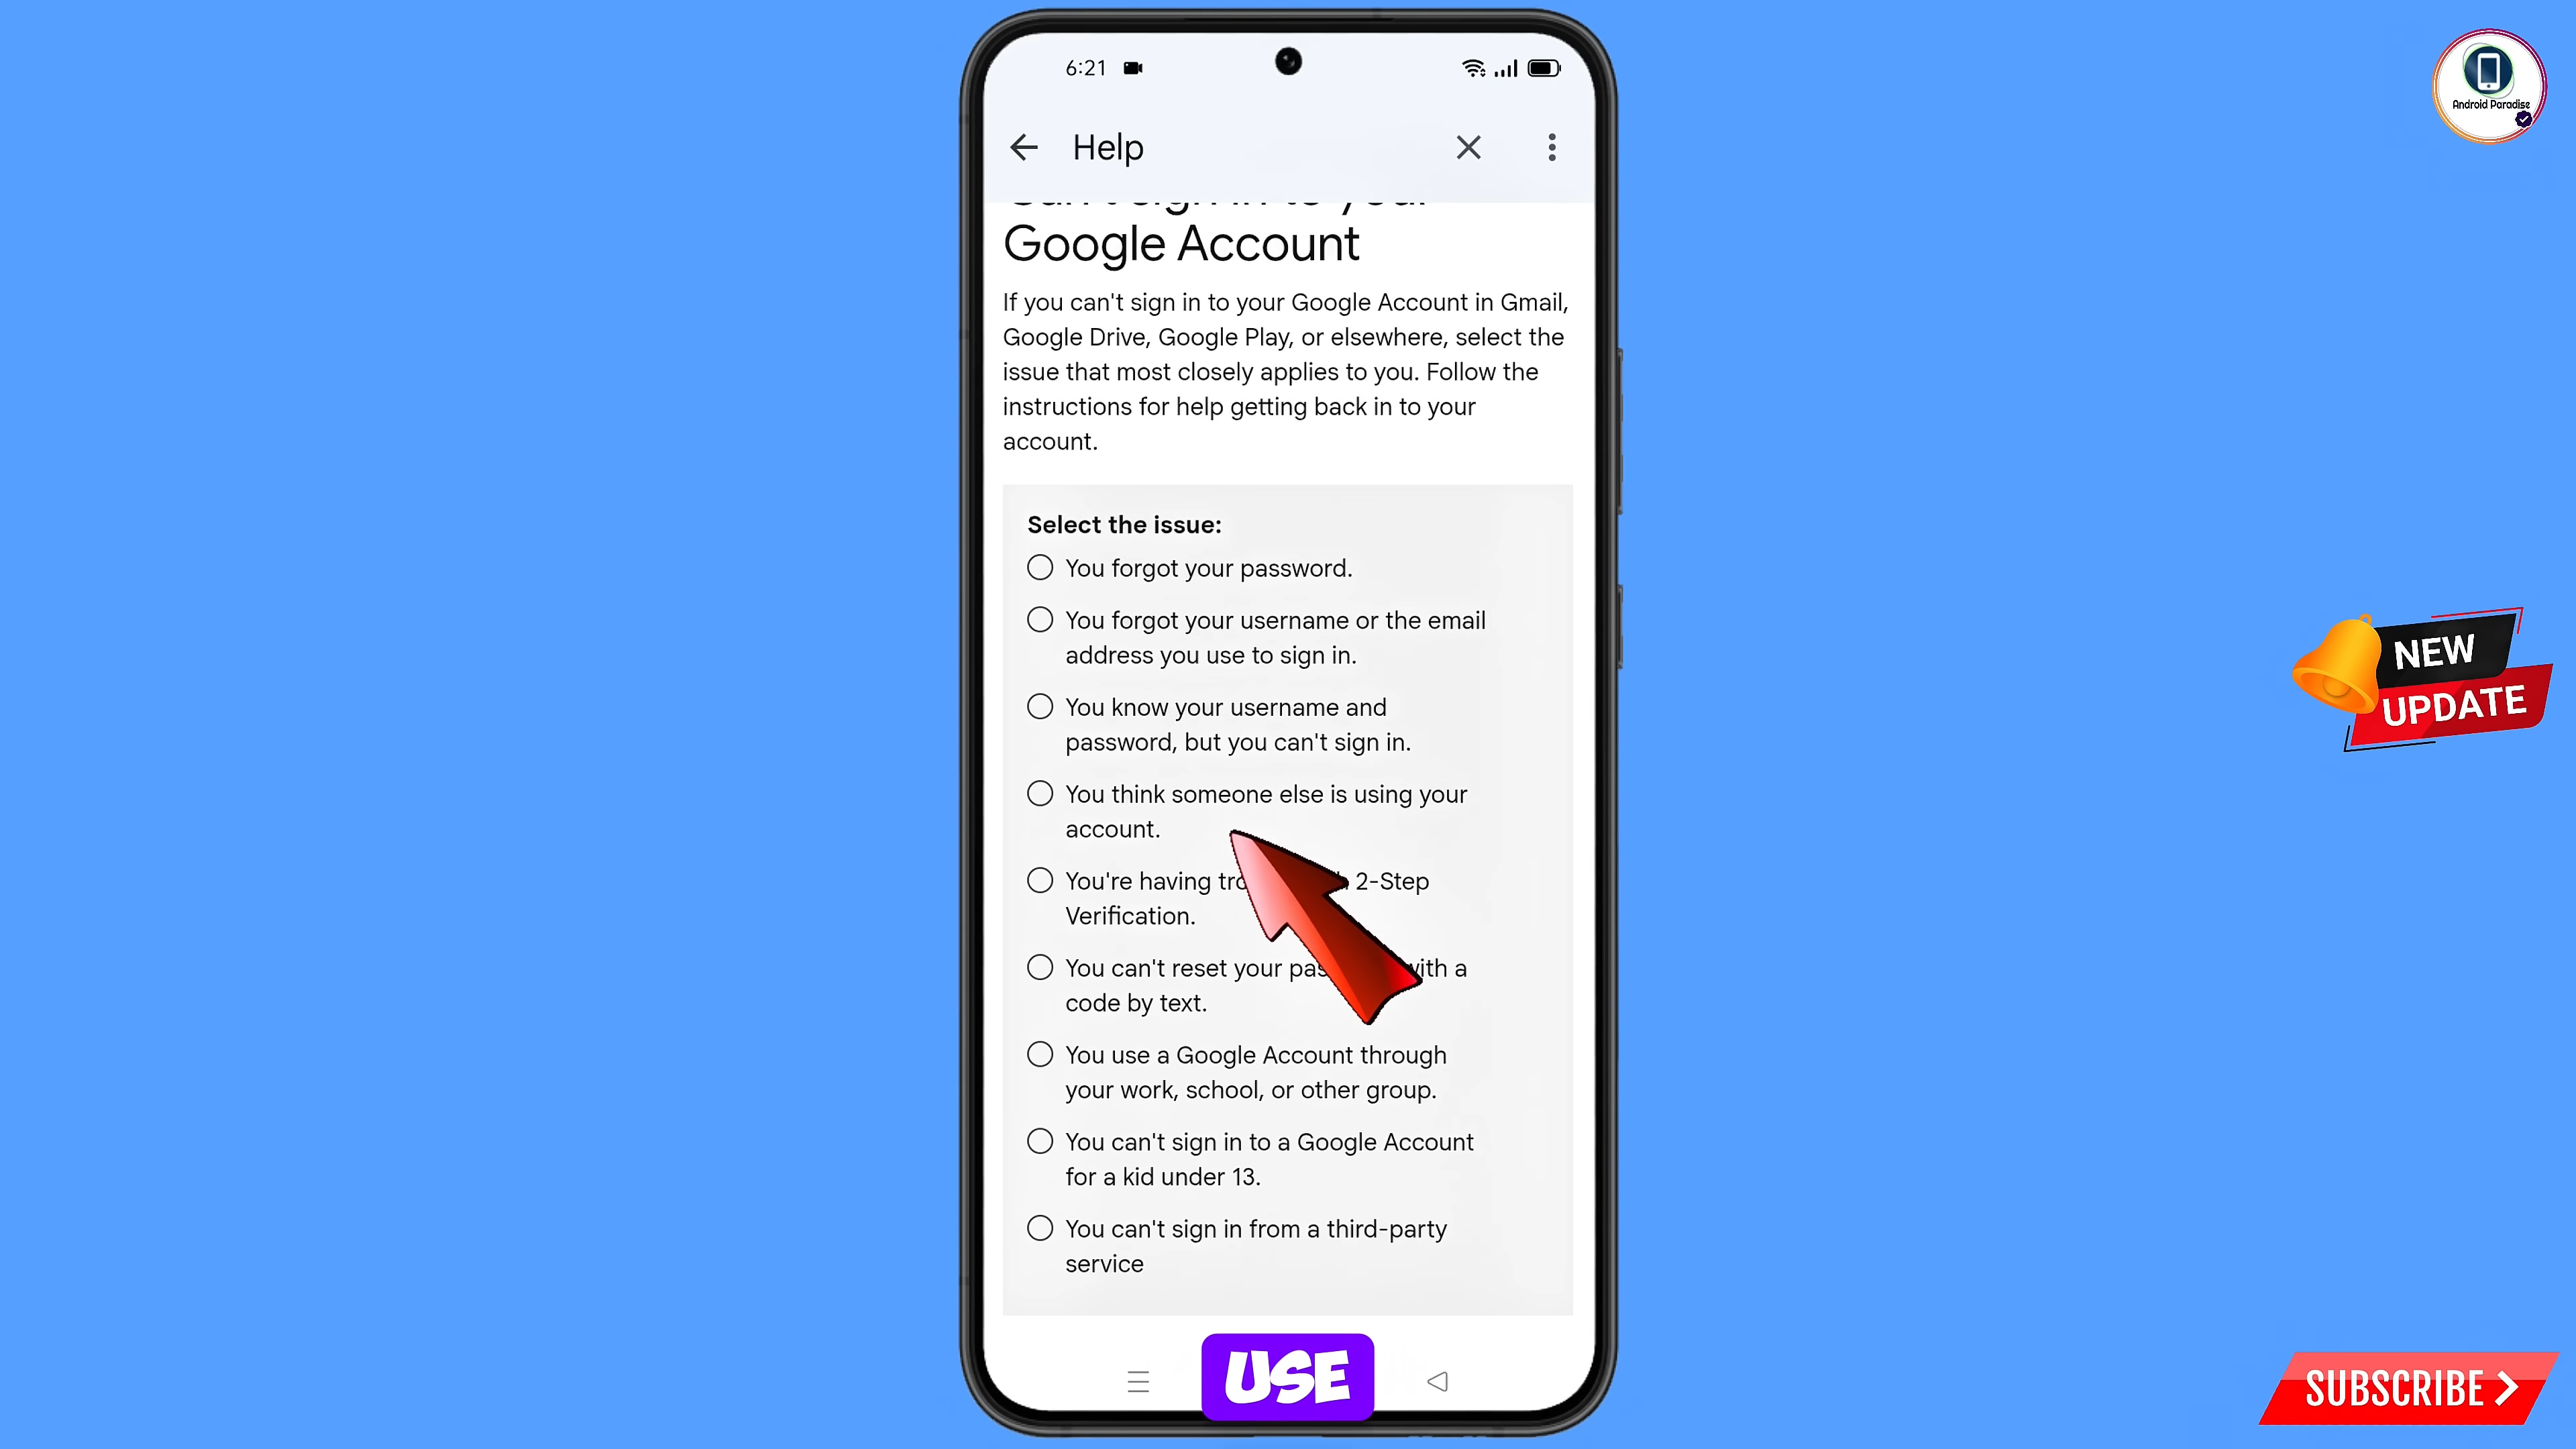 6:21
Android Paradise
Help
Can't sign in to your
Google Account
If you can't sign in to your Google Account in Gmail,
Google Drive, Google Play, or elsewhere, select the
issue that most closely applies to you. Follow the
instructions for help getting back in to your
account.
Select the issue:
You forgot your password.
You forgot your username or the email
address you use to sign in.
You know your username and
password, but you can't sign in.
You think someone else is using your
account.
You're having 2-Step
Verification.
You can't reset your with a
code by text.
You use a Google Account through
your work, school, or other group.
You can't sign in to a Google Account
for a kid under 13.
You can't sign in from a third-party
service
NEW
UPDATE
USE
SUBSCRIBE